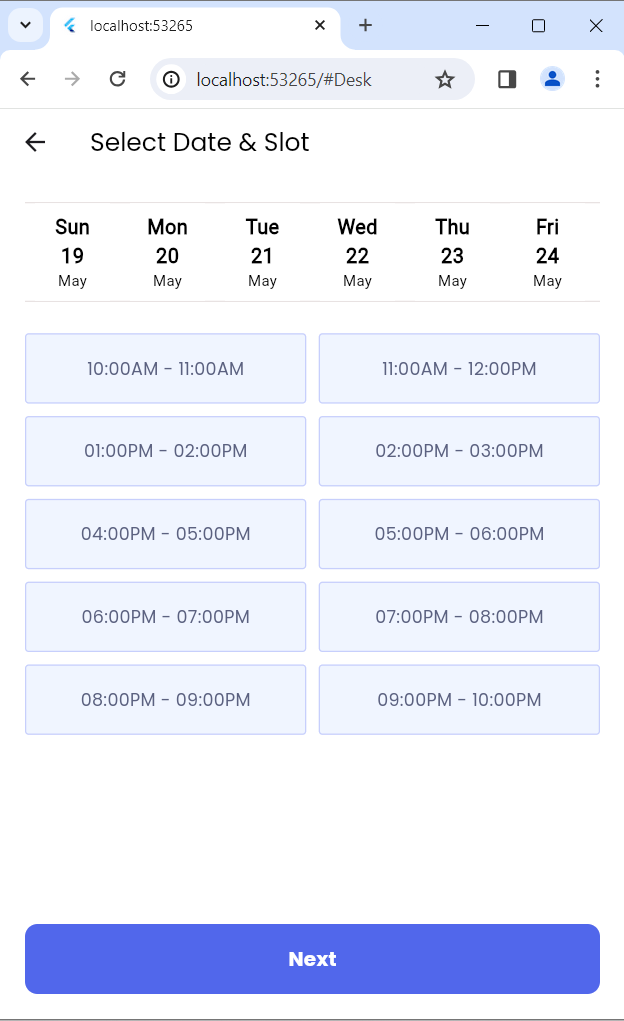 localhost:53265
localhost:53265/#Desk
Select Date & Slot
Sun Mon Tue Wed Thu Fri
19 20 21 22 23 24
May May May May May May
10:00AM - 11:00AM 11:00AM - 12:00PM
01:00PM - 02:00PM 02:00PM - 03:00PM
04:00PM - 05:00PM 05:00PM - 06:00PM
06:00PM - 07:00PM 07:00PM - 08:00PM
08:00PM - 09:00PM 09:00PM - 10:00PM
Next